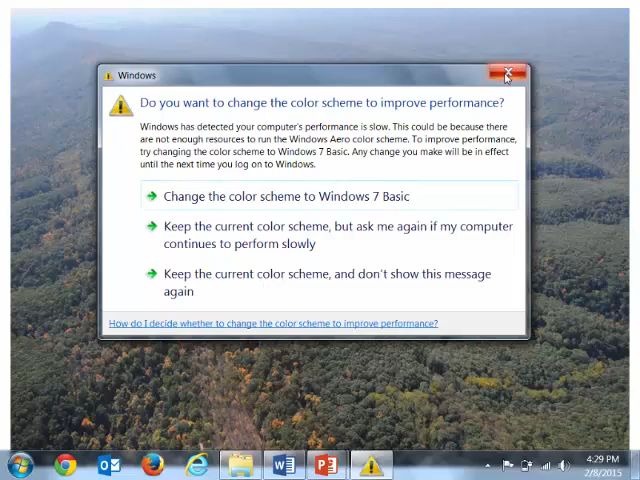 Windows
Do you want to change the color scheme to improve performance?
Windows has detected your computer's performance is slow. This could be because there
are not enough resources to run the Windows Aero color scheme. To improve performance,
try changing the color scheme to Windows 7 Basic. Any change you make will be in effect
until the next time you log on to Windows.
Change the color scheme to Windows 7 Basic
Keep the current color scheme, but ask me again if my computer
continues to perform slowly
Keep the current color scheme, and don't show this message
again
How do I decide whether to change the color scheme to improve performance?
4:29 PM
2/8/2015